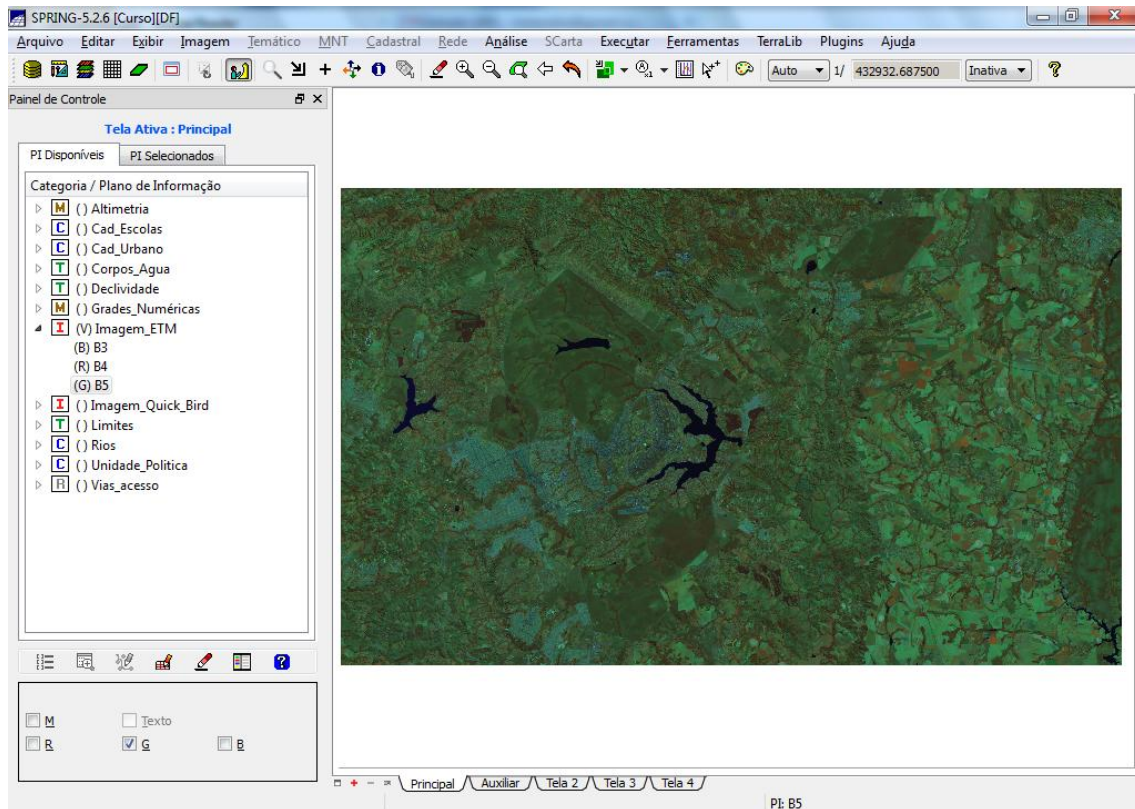 SPRING-5.2.6 [Curso][DF]
Arquivo Editar Exibir Imagem Temático MNT Cadastral Rede Análise SCarta Executar Ferramentas TerraLib Plugins Ajuda
Auto 1/ 432932.687500 Inativa
Painel de Controle
Tela Ativa : Principal
PI Disponíveis PI Selecionados
Categoria / Plano de Informação
M () Altimetria
C () Cad_Escolas
C () Cad_Urbano
T () Corpos_Agua
T () Declividade
M () Grades_Numéricas
I (V) Imagem_ETM
(B) B3
(R) B4
(G) B5
I () Imagem_Quick_Bird
T () Limites
C () Rios
C () Unidade_Politica
R () Vias_acesso
M Texto
R G B
Principal Auxiliar Tela 2 Tela 3 Tela 4
PI: B5